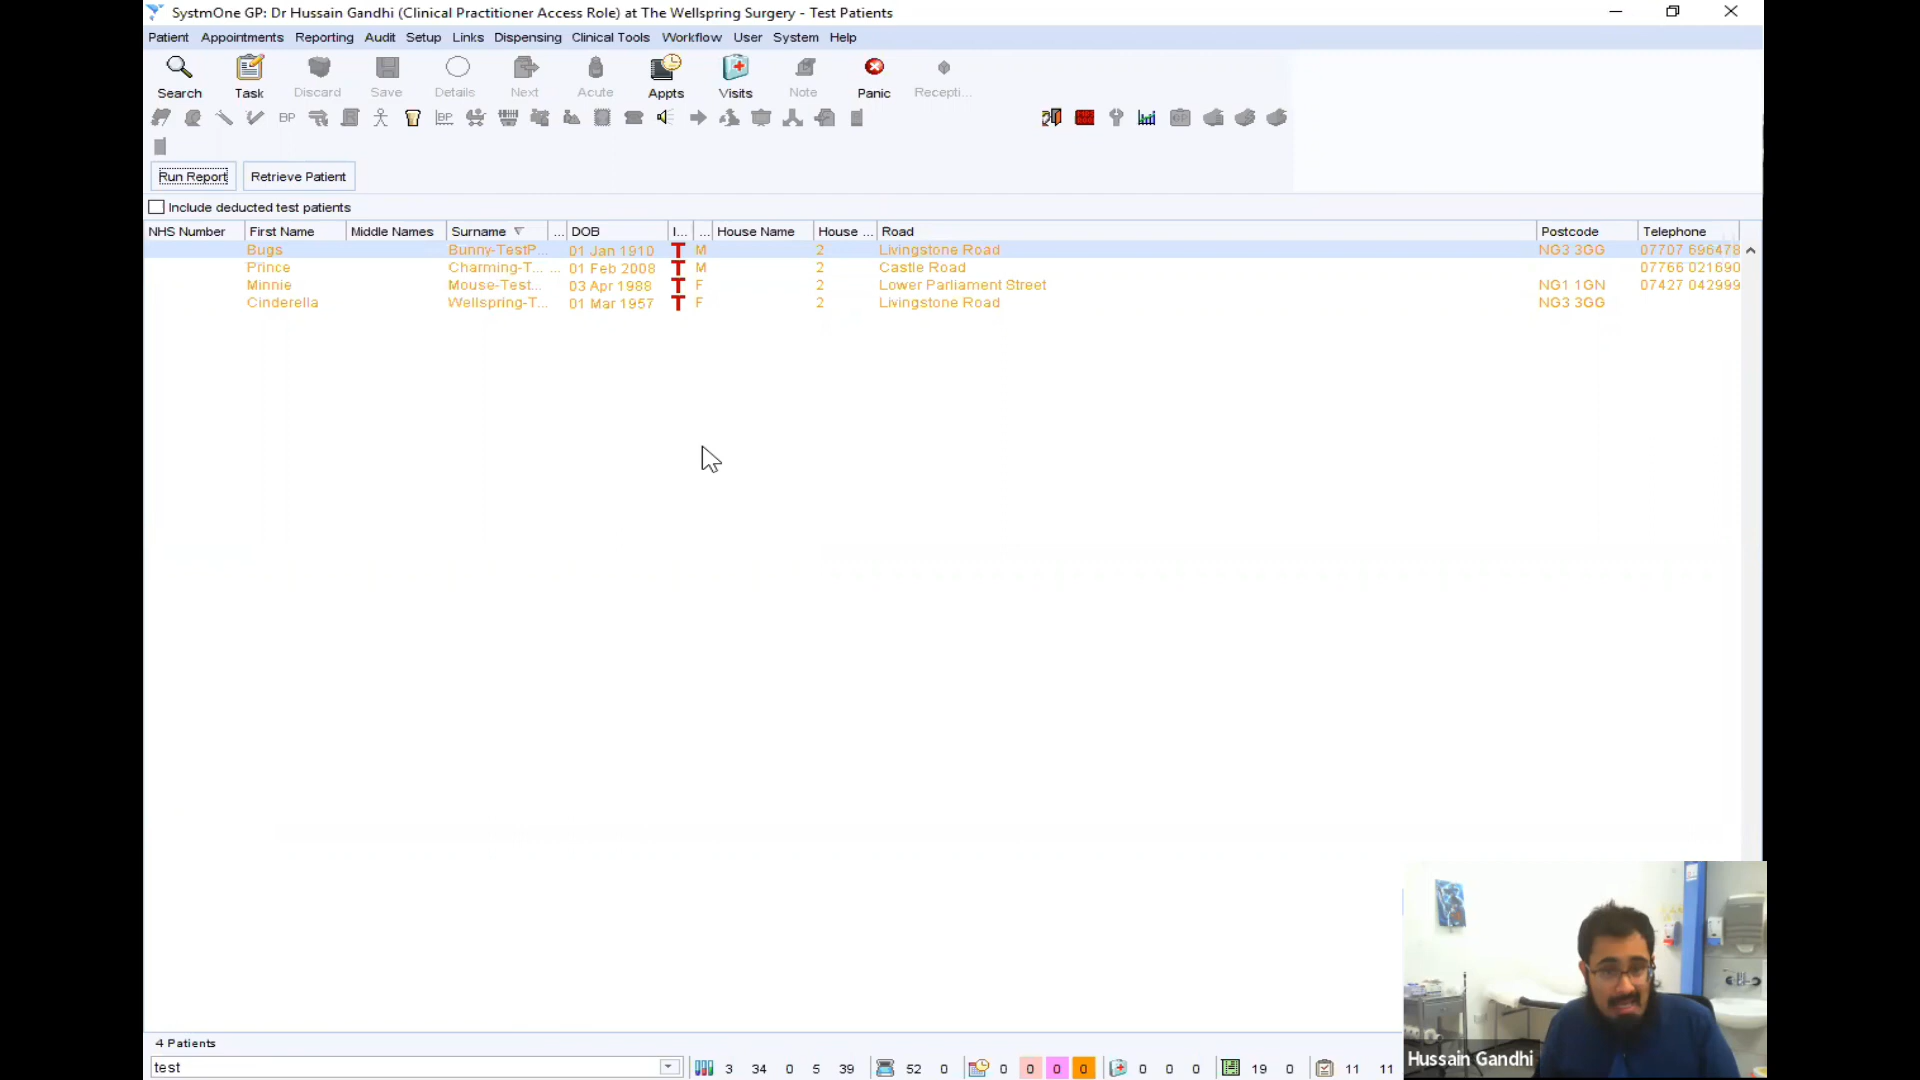 SystmOne GP: Dr Hussain Gandhi (Clinical Practitioner Access Role) at The Wellspring Surgery - Test Patients
Patient Appointments Reporting Audit Setup Links Dispensing Clinical Tools Workflow User System Help
Search Task Discard Save Details Next Acute Appts Visits Note Panic Recepti...
BP BP
Run Report Retrieve Patient
Include deducted test patients
NHS Number First Name Middle Names Surname ... DOB I... ... House Name House ... Road Postcode Telephone
Bugs Bunny-TestP... 01 Jan 1910 T M 2 Livingstone Road NG3 3GG 07707 696478
Prince Charming-T... ... 01 Feb 2008 T M 2 Castle Road 07766 021690
Minnie Mouse-Test... 03 Apr 1988 T F 2 Lower Parliament Street NG1 1GN 07427 042999
Cinderella Wellspring-T... 01 Mar 1957 T F 2 Livingstone Road NG3 3GG
4 Patients
test 3 34 0 5 39 52 0 0 0 0 0 0 0 0 19 0 11 11
Hussain Gandhi